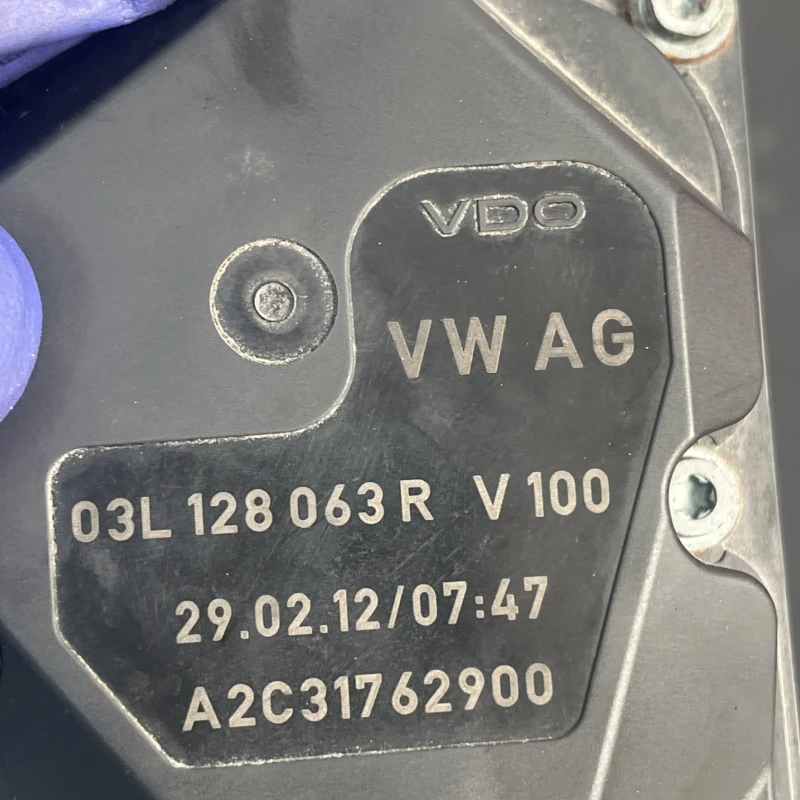 VDO
VW AG
03L 128 063 R V 100
29.02.12/07:47
A2C31762900